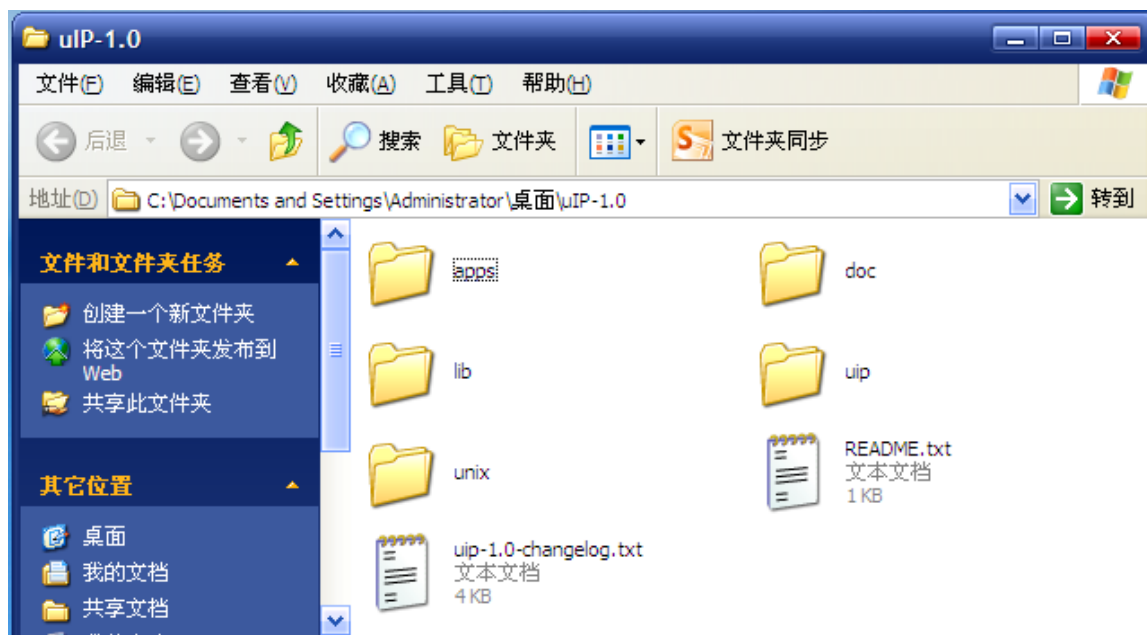 uIP-1.0
文件(F) 编辑(E) 查看(V) 收藏(A) 工具(T) 帮助(H)
后退 搜索 文件夹 文件夹同步
地址(D) C:\Documents and Settings\Administrator\桌面\uIP-1.0 转到
文件和文件夹任务
创建一个新文件夹
将这个文件夹发布到
Web
共享此文件夹
其它位置
桌面
我的文档
共享文档
apps
doc
lib
uip
unix
README.txt
文本文档
1 KB
uip-1.0-changelog.txt
文本文档
4 KB